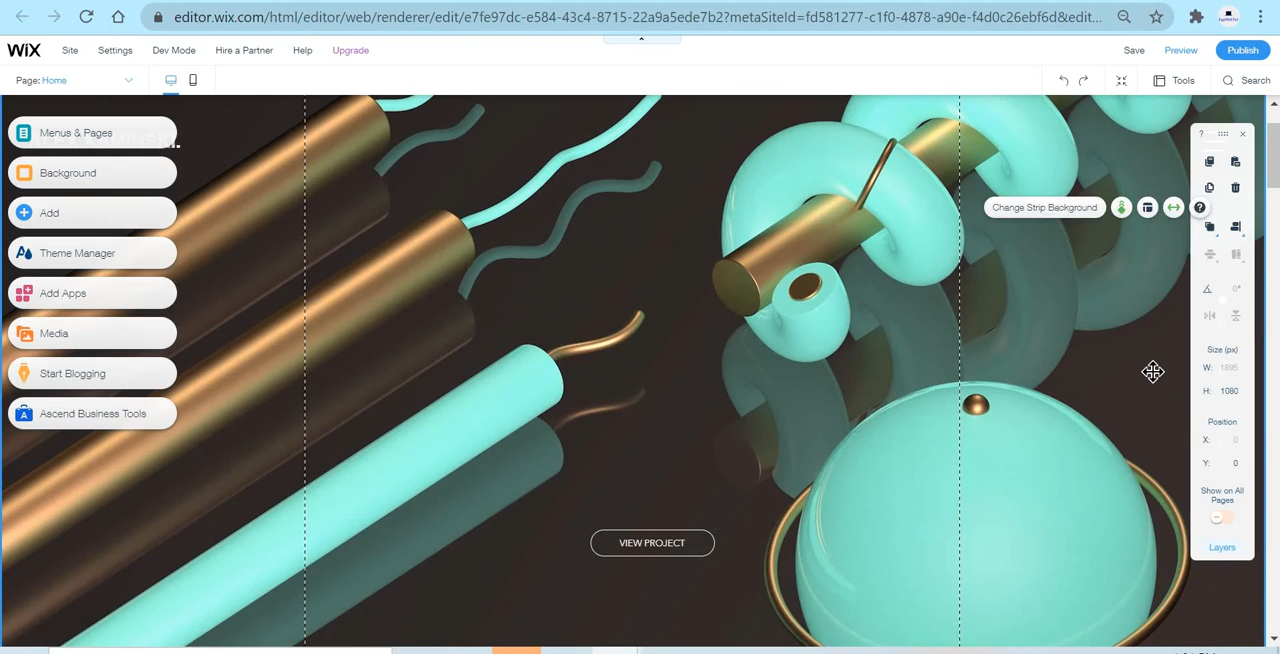 editor.wix.com/html/editor/web/renderer/edit/e7fe97dc-e584-43c4-8715-22a9a5ede7b2?metaSiteId=fd581277-c1f0-4878-a90e-f4d0c26ebf6d&edit...
WiX Site Settings Dev Mode Hire a Partner Help Upgrade Save Preview Publish
Page: Home Tools Search
Menus & Pages
Background
Add
Theme Manager
Add Apps
Media
Start Blogging
Ascend Business Tools
Change Strip Background
VIEW PROJECT
0°
Size (px)
W: 1895
H: 1080
Position
X: 0
Y: 0
Show on All
Pages
Layers